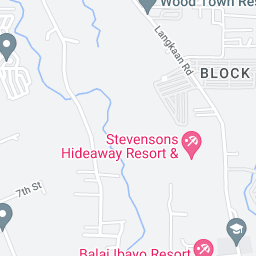 Wood Town Res
Langkaan Rd
BLOCK
Stevensons
Hideaway Resort &
7th St
Balai Ibayo Resort